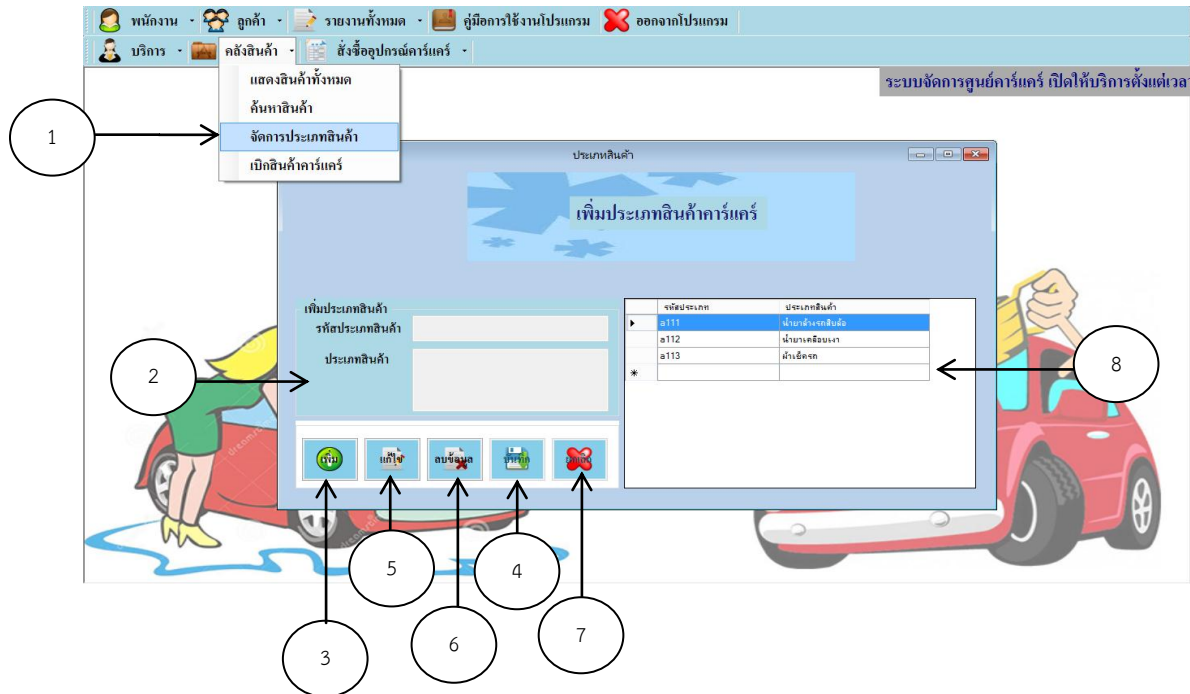 พนักงาน ลูกค้า รายงานทั้งหมด คู่มือการใช้งานโปรแกรม ออกจากโปรแกรม
บริการ คลังสินค้า สั่งซื้ออุปกรณ์คาร์แคร์
แสดงสินค้าทั้งหมด
ค้นหาสินค้า
จัดการประเภทสินค้า
เบิกสินค้าคาร์แคร์
ระบบจัดการศูนย์คาร์แคร์ เปิดให้บริการตั้งแต่เวลา
1
ประเภทสินค้า
เพิ่มประเภทสินค้าคาร์แคร์
เพิ่มประเภทสินค้า
รหัสประเภทสินค้า
ประเภทสินค้า
รหัสประเภท ประเภทสินค้า
a111 น้ำยาล้างรถสิบล้อ
a112 น้ำยาเคลือบเงา
a113 ผ้าเช็ดรถ
2
8
เพิ่ม แก้ไข ลบข้อมูล บันทึก ยกเลิก
5
4
3
6
7